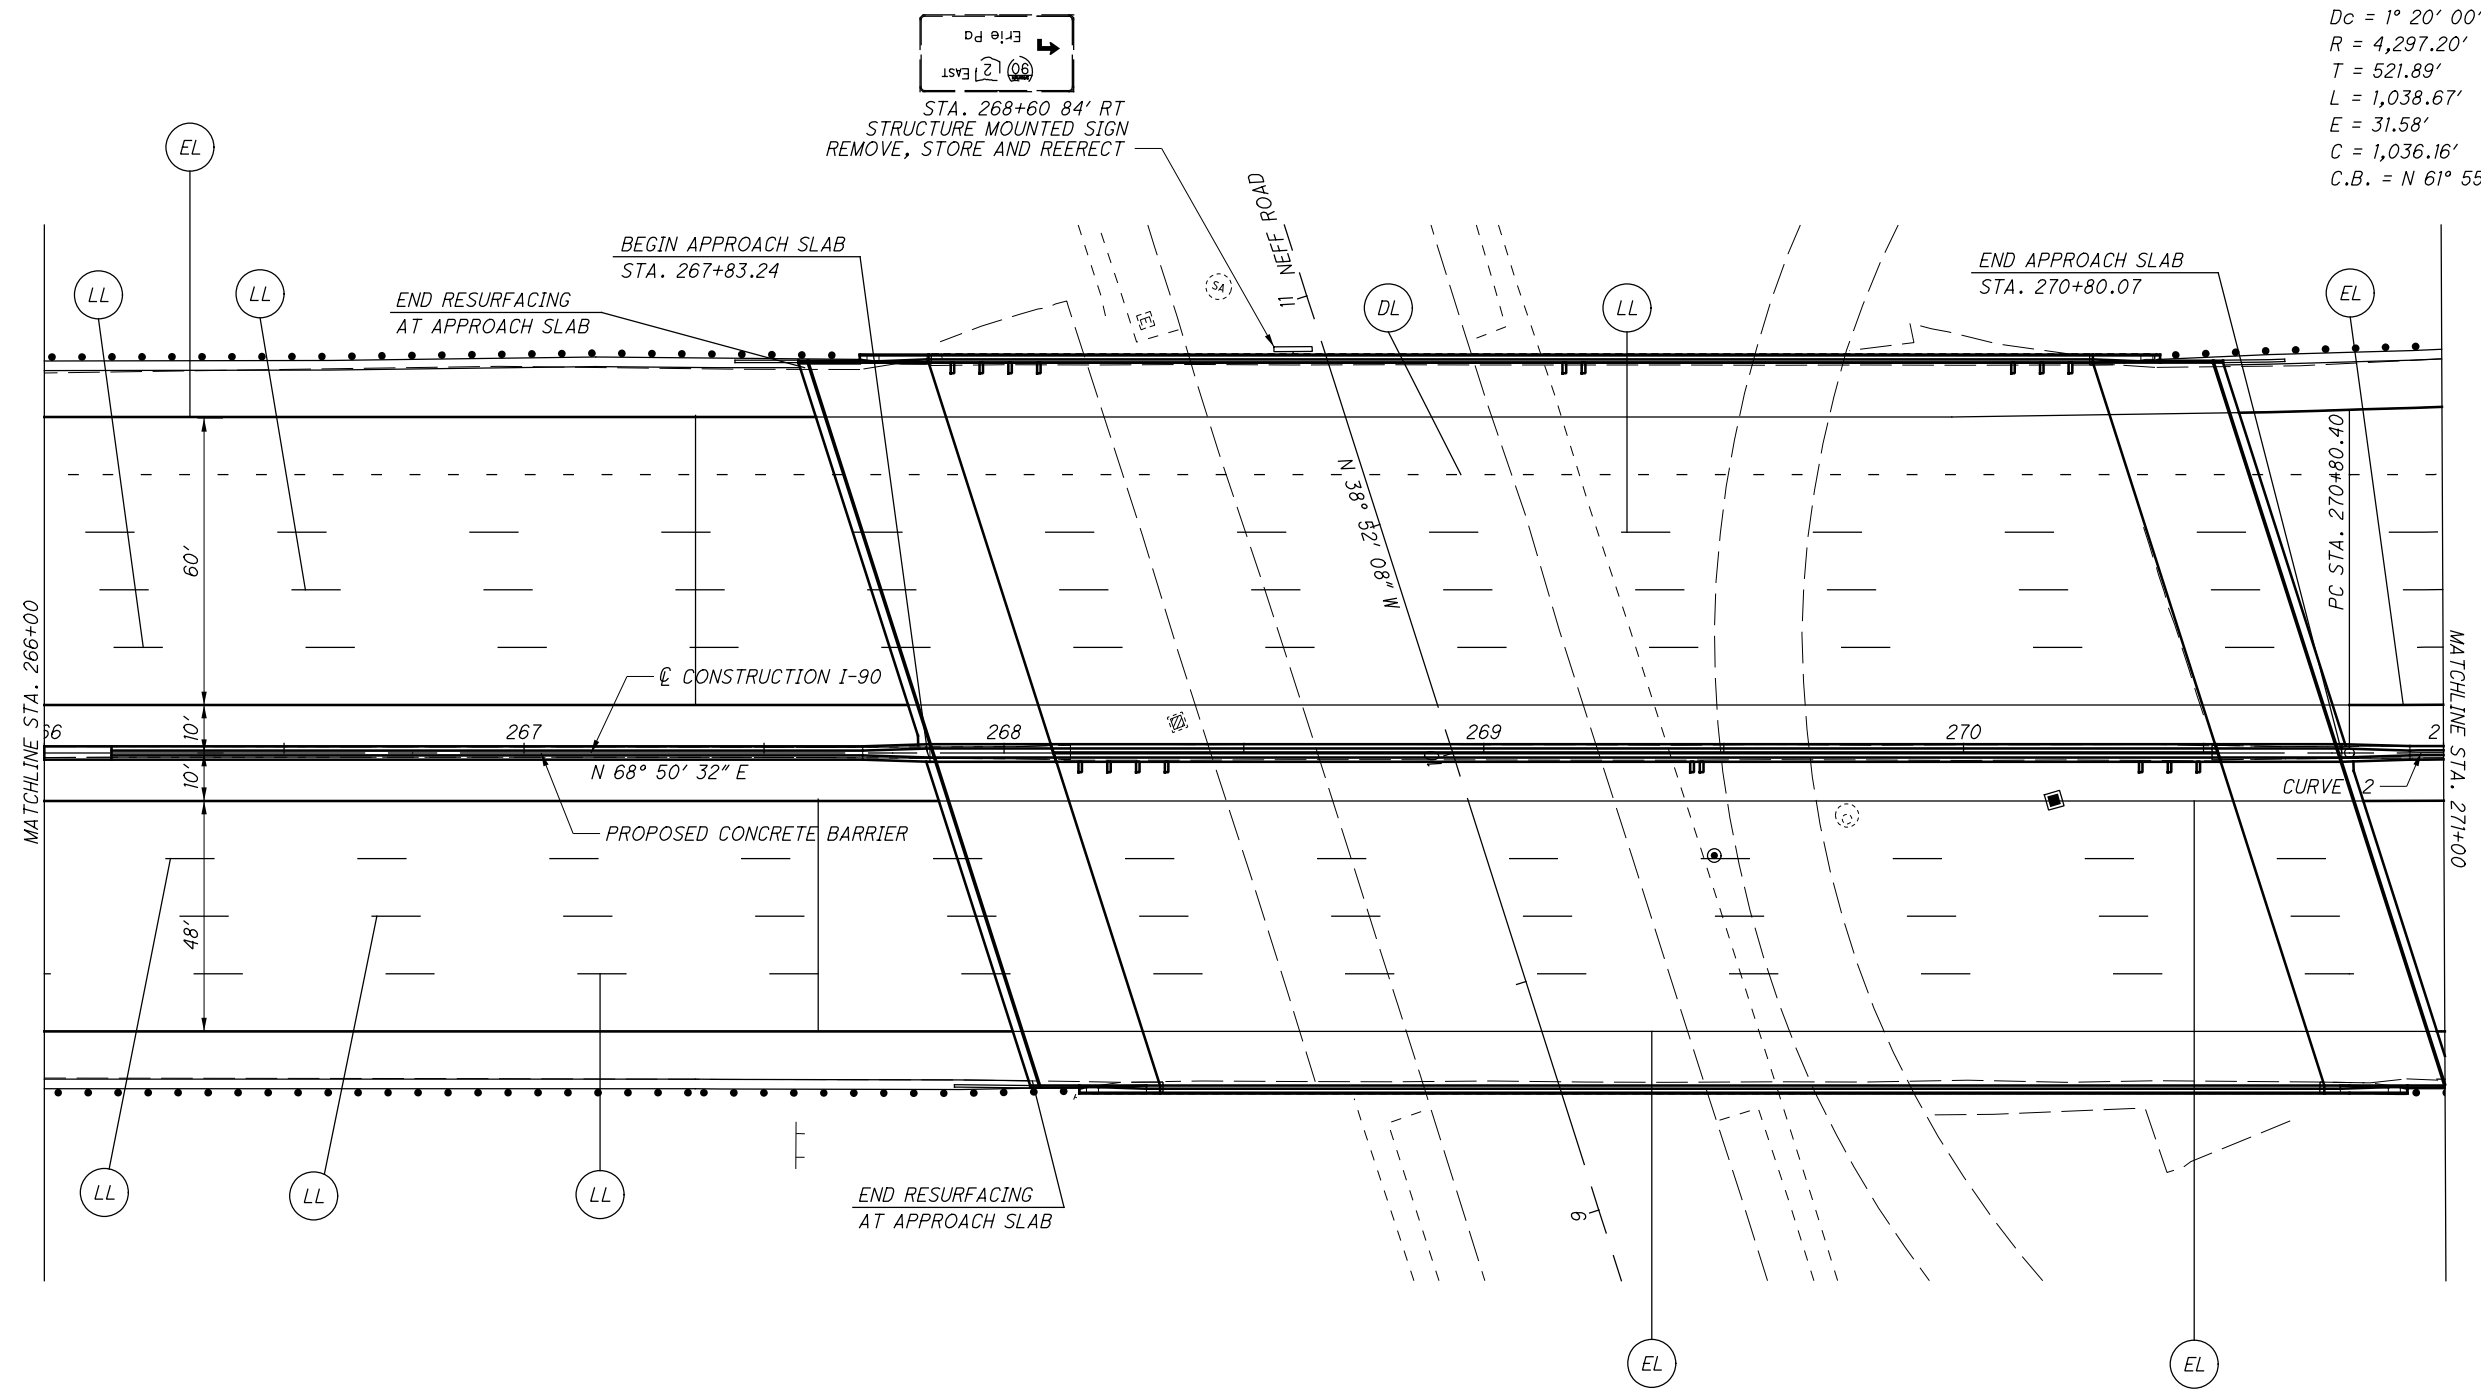 Erie Pa
EAST 2 90
STA. 268+60 84' RT
STRUCTURE MOUNTED SIGN
REMOVE, STORE AND REERECT
Dc = 1° 20' 00"
R = 4,297.20'
T = 521.89'
L = 1,038.67'
E = 31.58'
C = 1,036.16'
C.B. = N 61° 55
EL
LL
LL
END RESURFACING
AT APPROACH SLAB
BEGIN APPROACH SLAB
STA. 267+83.24
SA
E
11 NEFF ROAD
DL
LL
END APPROACH SLAB
STA. 270+80.07
EL
N 38° 52' 08" W
PC STA. 270+80.40
60'
10'
10'
48'
MATCHLINE STA. 266+00
MATCHLINE STA. 271+00
℄ CONSTRUCTION I-90
66 267 268 269 270 2
N 68° 50' 32" E
10
CURVE 2
PROPOSED CONCRETE BARRIER
9
LL
LL
LL
END RESURFACING
AT APPROACH SLAB
EL
EL